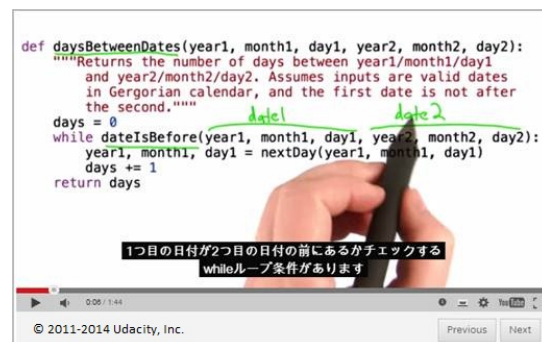 def daysBetweenDates(year1, month1, day1, year2, month2, day2):
"""Returns the number of days between year1/month1/day1
and year2/month2/day2. Assumes inputs are valid dates
in Gergorian calendar, and the first date is not after
the second."""
date1 date2
days = 0
while dateIsBefore(year1, month1, day1, year2, month2, day2):
year1, month1, day1 = nextDay(year1, month1, day1)
days += 1
return days
1つ目の日付が2つ目の日付の前にあるかチェックする
whileループ条件があります
0:06 / 1:44
YouTube
© 2011-2014 Udacity, Inc.
Previous Next